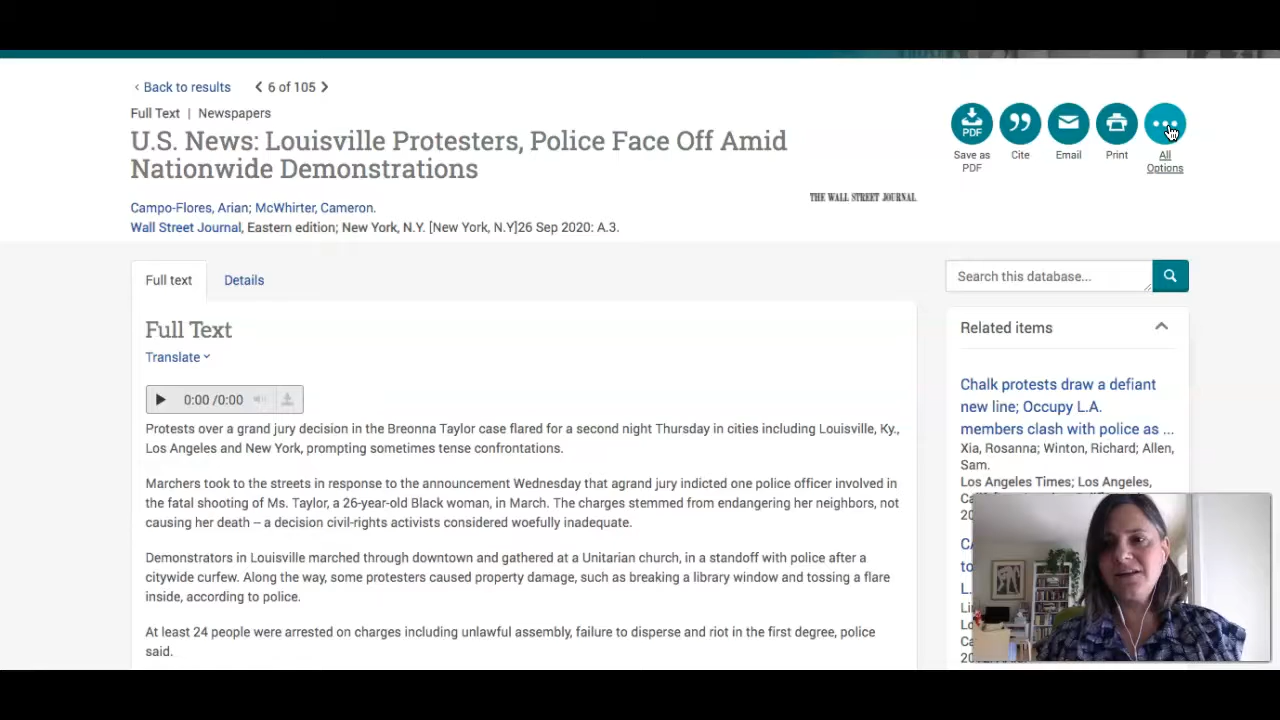 Back to results 6 of 105
Full Text | Newspapers
U.S. News: Louisville Protesters, Police Face Off Amid
Nationwide Demonstrations
THE WALL STREET JOURNAL
Campo-Flores, Arian; McWhirter, Cameron.
Wall Street Journal, Eastern edition; New York, N.Y. [New York, N.Y]26 Sep 2020: A.3.
PDF
Save as
PDF
Cite
Email
Print
All
Options
Full text Details
Full Text
Translate
0:00 /0:00
Protests over a grand jury decision in the Breonna Taylor case flared for a second night Thursday in cities including Louisville, Ky.,
Los Angeles and New York, prompting sometimes tense confrontations.
Marchers took to the streets in response to the announcement Wednesday that agrand jury indicted one police officer involved in
the fatal shooting of Ms. Taylor, a 26-year-old Black woman, in March. The charges stemmed from endangering her neighbors, not
causing her death -- a decision civil-rights activists considered woefully inadequate.
Demonstrators in Louisville marched through downtown and gathered at a Unitarian church, in a standoff with police after a
citywide curfew. Along the way, some protesters caused property damage, such as breaking a library window and tossing a flare
inside, according to police.
At least 24 people were arrested on charges including unlawful assembly, failure to disperse and riot in the first degree, police
said.
Search this database...
Related items
Chalk protests draw a defiant
new line; Occupy L.A.
members clash with police as ...
Xia, Rosanna; Winton, Richard; Allen,
Sam.
Los Angeles Times; Los Angeles,